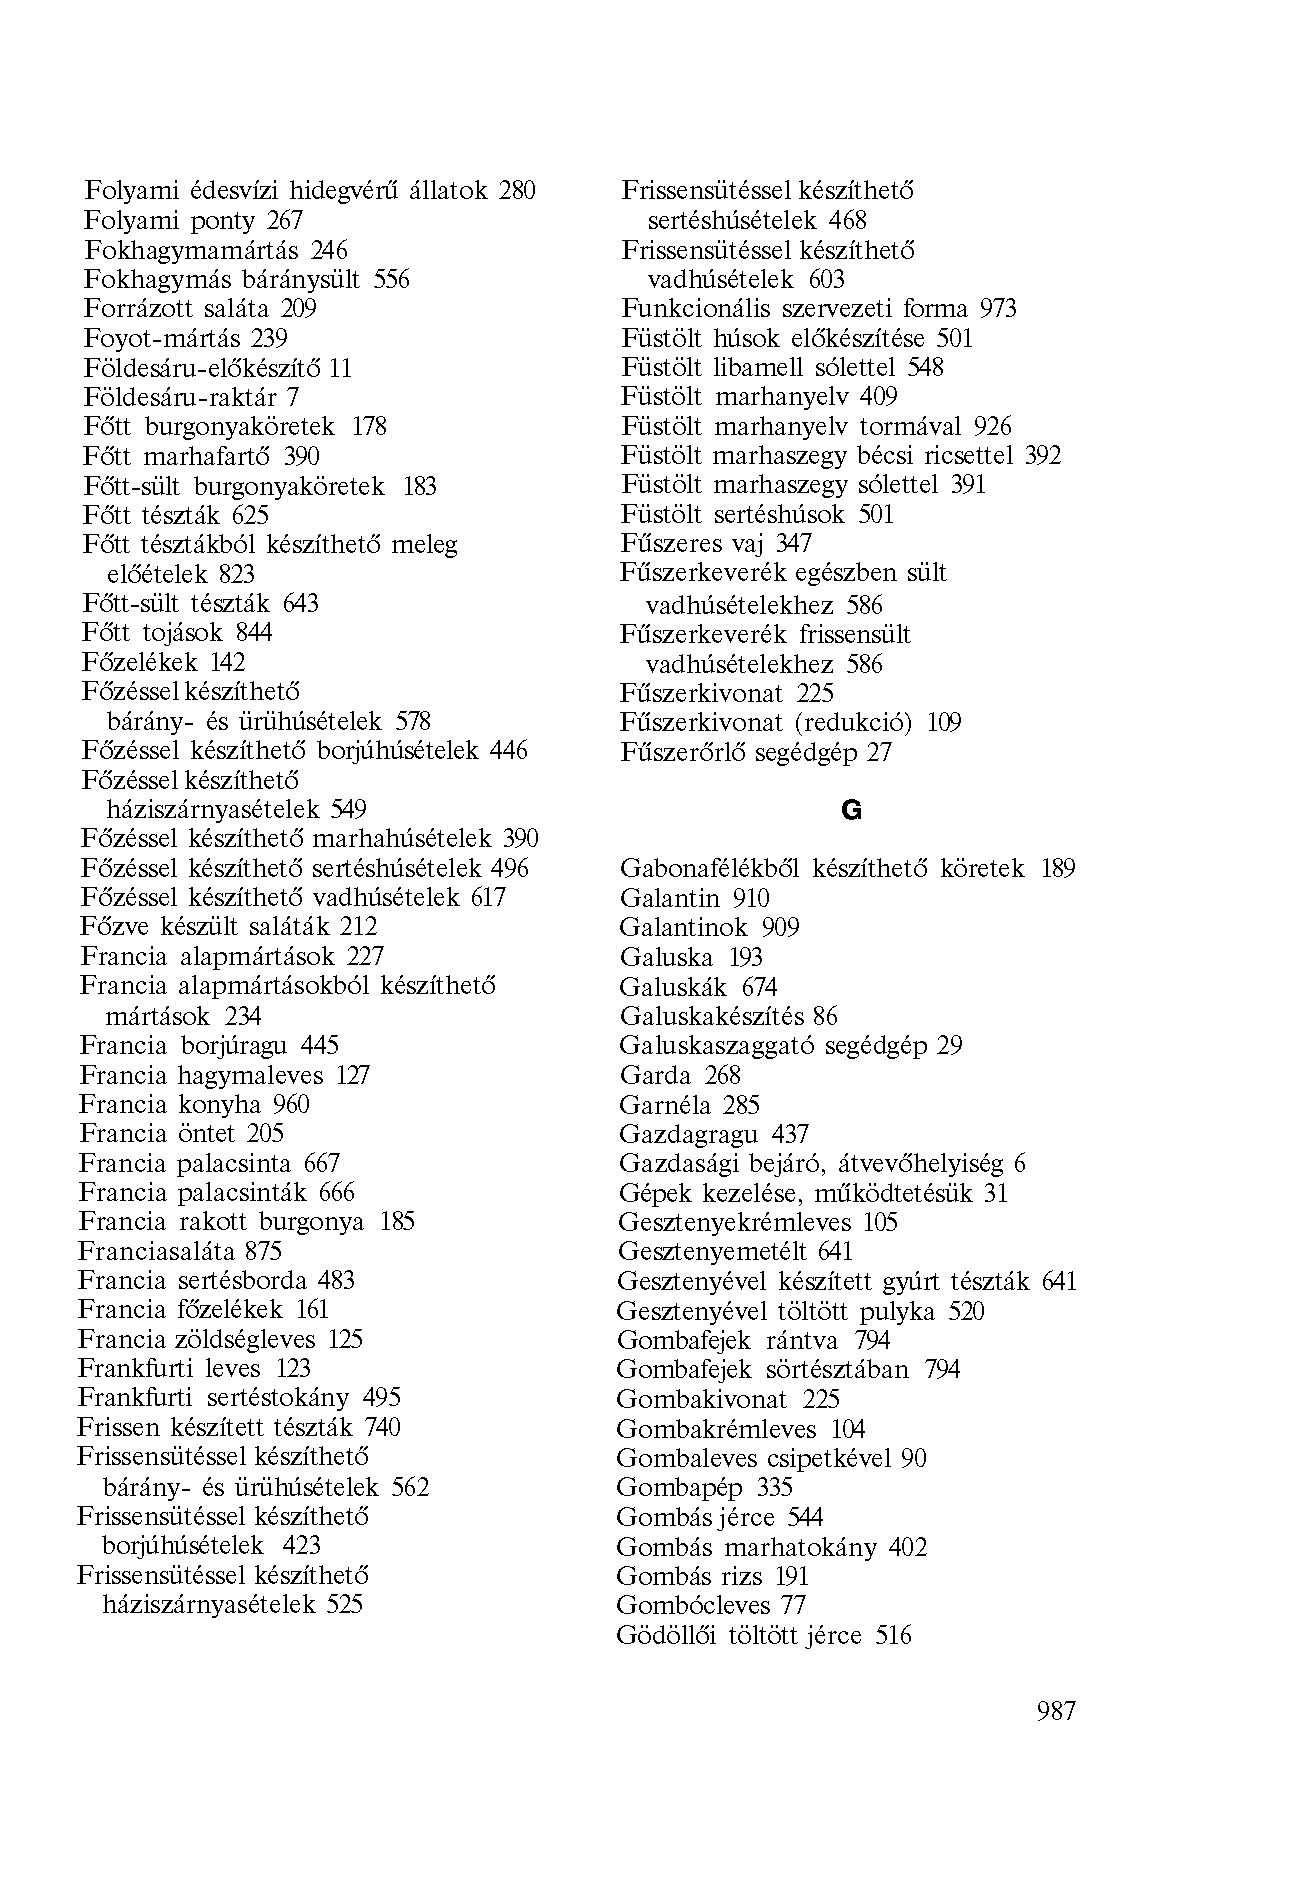 Folyami édesvízi hidegvérű állatok 280
Folyami ponty 267
Fokhagymamártás 246
Fokhagymás báránysült 556
Forrázott saláta 209
Foyot-mártás 239
Földesáru-előkészítő 11
Földesáru-raktár 7
Főtt burgonyaköretek 178
Főtt marhafartő 390
Főtt-sült burgonyaköretek 183
Főtt tészták 625
Főtt tésztákból készíthető meleg
előételek 823
Főtt-sült tészták 643
Főtt tojások 844
Főzelékek 142
Főzéssel készíthető
bárány- és ürühúsételek 578
Főzéssel készíthető borjúhúsételek 446
Főzéssel készíthető
háziszárnyasételek 549
Főzéssel készíthető marhahúsételek 390
Főzéssel készíthető sertéshúsételek 496
Főzéssel készíthető vadhúsételek 617
Főzve készült saláták 212
Francia alapmártások 227
Francia alapmártásokból készíthető
mártások 234
Francia borjúragu 445
Francia hagymaleves 127
Francia konyha 960
Francia öntet 205
Francia palacsinta 667
Francia palacsinták 666
Francia rakott burgonya 185
Franciasaláta 875
Francia sertésborda 483
Francia főzelékek 161
Francia zöldségleves 125
Frankfurti leves 123
Frankfurti sertéstokány 495
Frissen készített tészták 740
Frissensütéssel készíthető
bárány- és ürühúsételek 562
Frissensütéssel készíthető
borjúhúsételek 423
Frissensütéssel készíthető
háziszárnyasételek 525
Frissensütéssel készíthető
sertéshúsételek 468
Frissensütéssel készíthető
vadhúsételek 603
Funkcionális szervezeti forma 973
Füstölt húsok előkészítése 501
Füstölt libamell sólettel 548
Füstölt marhanyelv 409
Füstölt marhanyelv tormával 926
Füstölt marhaszegy bécsi ricsettel 392
Füstölt marhaszegy sólettel 391
Füstölt sertéshúsok 501
Fűszeres vaj 347
Fűszerkeverék egészben sült
vadhúsételekhez 586
Fűszerkeverék frissensült
vadhúsételekhez 586
Fűszerkivonat 225
Fűszerkivonat (redukció) 109
Fűszerőrlő segédgép 27
G
Gabonafélékből készíthető köretek 189
Galantin 910
Galantinok 909
Galuska 193
Galuskák 674
Galuskakészítés 86
Galuskaszaggató segédgép 29
Garda 268
Garnéla 285
Gazdagragu 437
Gazdasági bejáró, átvevőhelyiség 6
Gépek kezelése, működtetésük 31
Gesztenyekrémleves 105
Gesztenyemetélt 641
Gesztenyével készített gyúrt tészták 641
Gesztenyével töltött pulyka 520
Gombafejek rántva 794
Gombafejek sörtésztában 794
Gombakivonat 225
Gombakrémleves 104
Gombaleves csipetkével 90
Gombapép 335
Gombás jérce 544
Gombás marhatokány 402
Gombás rizs 191
Gombócleves 77
Gödöllői töltött jérce 516
987